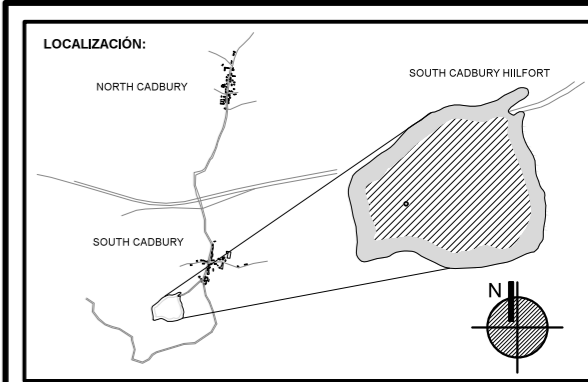 LOCALIZACIÓN:
NORTH CADBURY
SOUTH CADBURY HIILFORT
SOUTH CADBURY
N